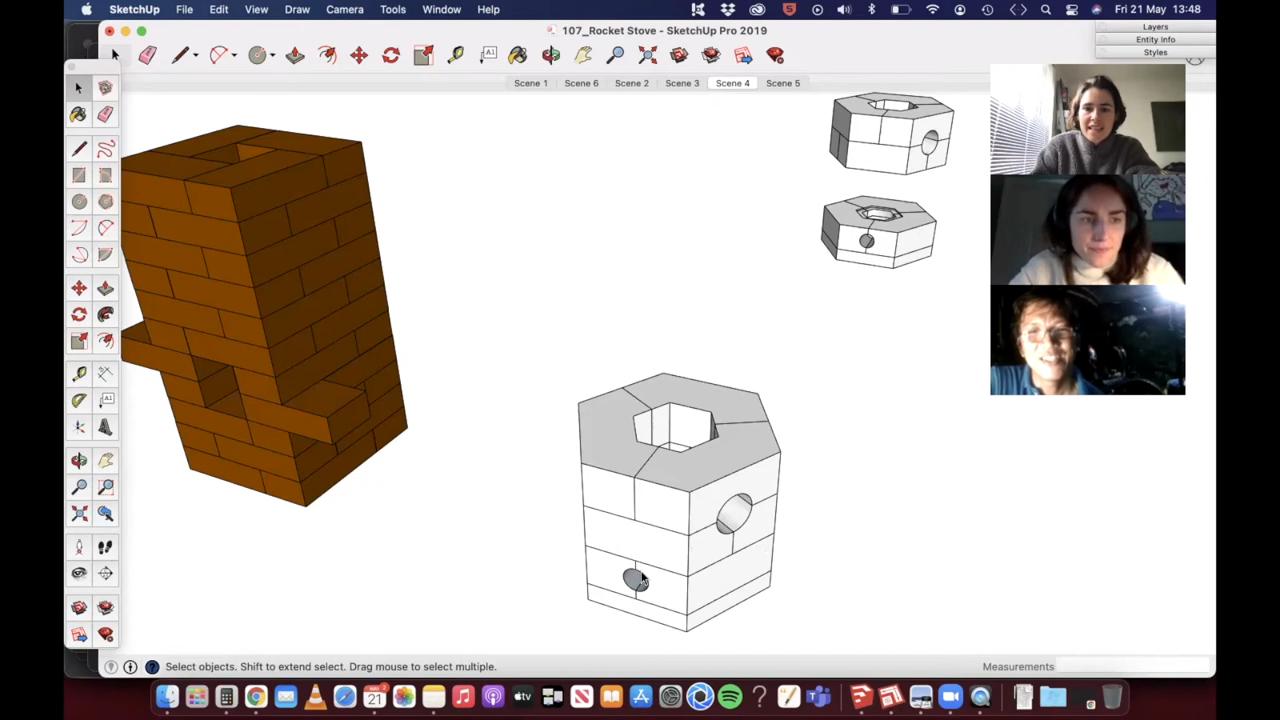 SketchUp File Edit View Camera Draw Tools Window Help Fri 21 May 13:48
107_Rocket Stove - SketchUp Pro 2019
Layers
Entity Info
Styles
Scene 1 Scene 6 Scene 2 Scene 3 Scene 4 Scene 5
Select objects. Shift to extend select. Drag mouse to select multiple. Measurements